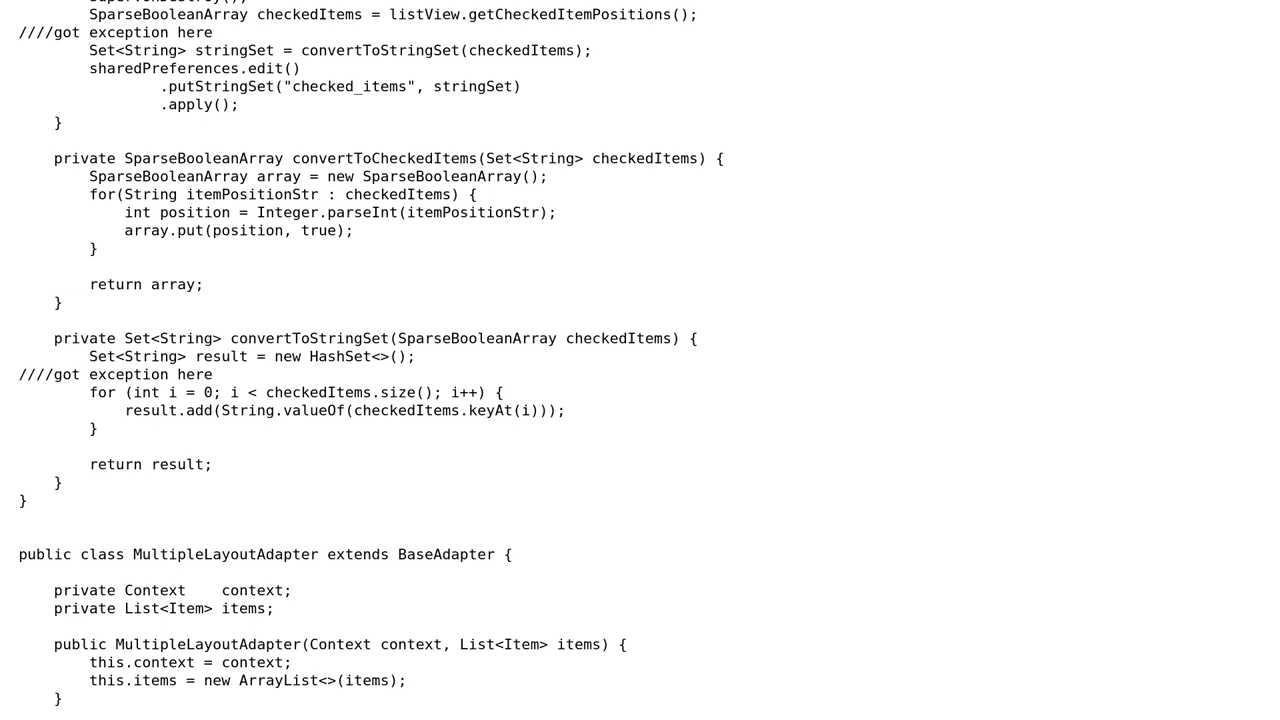 SparseBooleanArray checkedItems = listView.getCheckedItemPositions();
////got exception here
Set<String> stringSet = convertToStringSet(checkedItems);
sharedPreferences.edit()
.putStringSet("checked_items", stringSet)
.apply();
}
private SparseBooleanArray convertToCheckedItems(Set<String> checkedItems) {
SparseBooleanArray array = new SparseBooleanArray();
for(String itemPositionStr : checkedItems) {
int position = Integer.parseInt(itemPositionStr);
array.put(position, true);
}
return array;
}
private Set<String> convertToStringSet(SparseBooleanArray checkedItems) {
Set<String> result = new HashSet<>();
////got exception here
for (int i = 0; i < checkedItems.size(); i++) {
result.add(String.valueOf(checkedItems.keyAt(i)));
}
return result;
}
}
public class MultipleLayoutAdapter extends BaseAdapter {
private Context    context;
private List<Item> items;
public MultipleLayoutAdapter(Context context, List<Item> items) {
this.context = context;
this.items = new ArrayList<>(items);
}